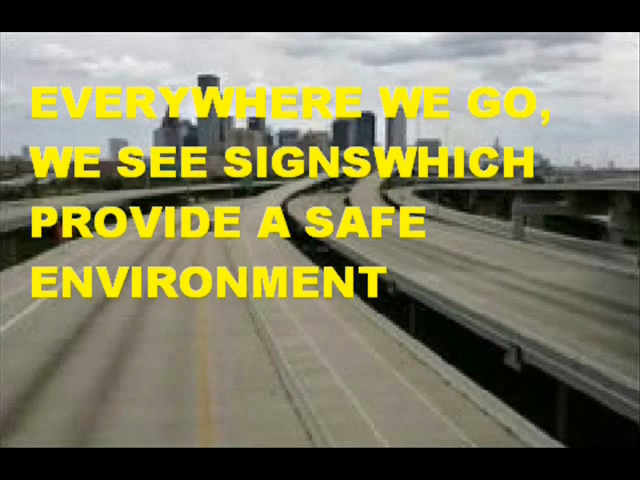 EVERYWHERE WE GO,
WE SEE SIGNSWHICH
PROVIDE A SAFE
ENVIRONMENT